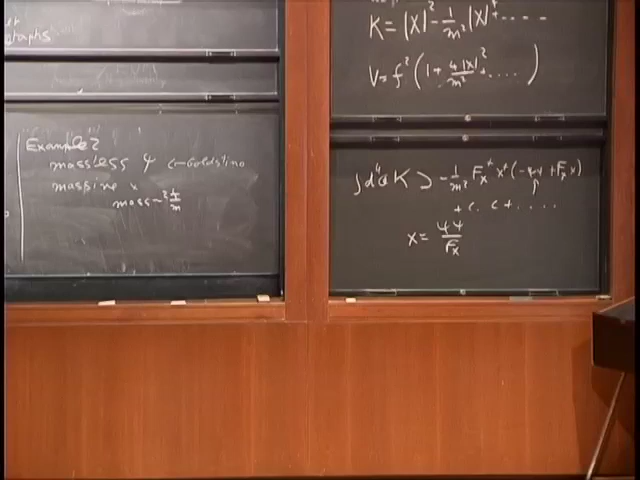 graphs
Example 2
massless ψ ← Goldstino
massive x
mass ~ 2f/m
K = |X|² - 1/m² |X|⁴ + ....
V = f² (1 + 4|x|²/m² + ....)
∫d⁴θ K ⊃ -1/m² F_x⁺ x⁺ (-ψψ + F_x x)
+ c.c + ....
x = ψψ/F_x